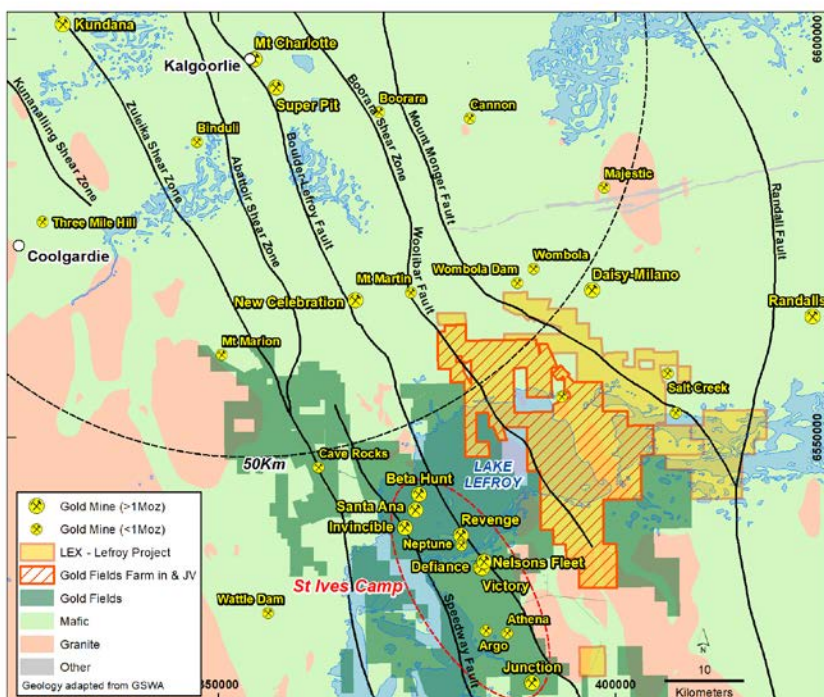 Kundana
Mt Charlotte
Kalgoorlie
Super Pit
Kunanalling Shear Zone
Zuleika Shear Zone
Binduli
Abattoir Shear Zone
Boulder-Lefroy Fault
Boorara Shear Zone
Boorara
Mount Monger Fault
Cannon
6600000
Majestic
Randall Fault
Three Mile Hill
Coolgardie
Woolibar Fault
Wombola
Wombola Dam
Daisy-Milano
Mt Martin
New Celebration
Randalls
Mt Marion
Salt Creek
50Km
Cave Rocks
LAKE
LEFROY
6550000
Beta Hunt
Santa Ana
Invincible
Revenge
Neptune
Nelsons Fleet
Defiance
Victory
St Ives Camp
Wattle Dam
Speedway Fault
Athena
Argo
Junction
Gold Mine (>1Moz)
Gold Mine (<1Moz)
LEX - Lefroy Project
Gold Fields Farm in & JV
Gold Fields
Mafic
Granite
Other
Geology adapted from GSWA
350000
400000
N
10
Kilometers